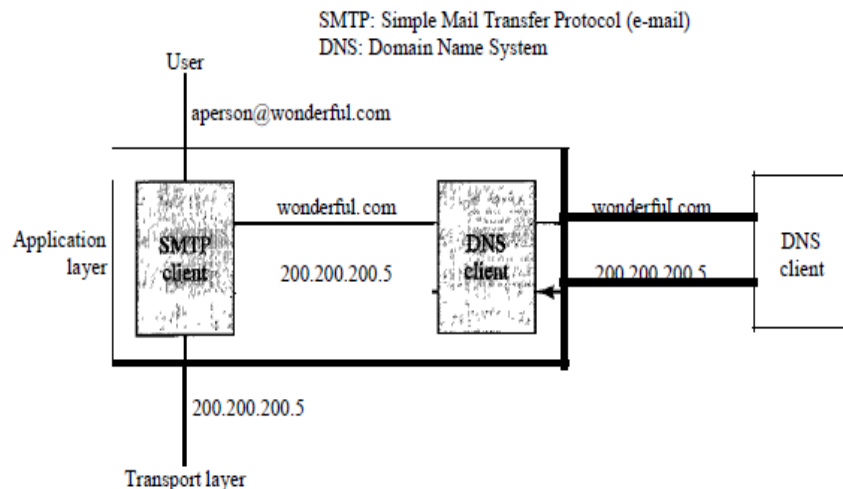 SMTP: Simple Mail Transfer Protocol (e-mail)
DNS: Domain Name System
User
aperson@wonderful.com
Application
layer
SMTP
client
wonderful.com
200.200.200.5
DNS
client
wonderfuI.com
200.200.200.5
DNS
client
200.200.200.5
Transport layer